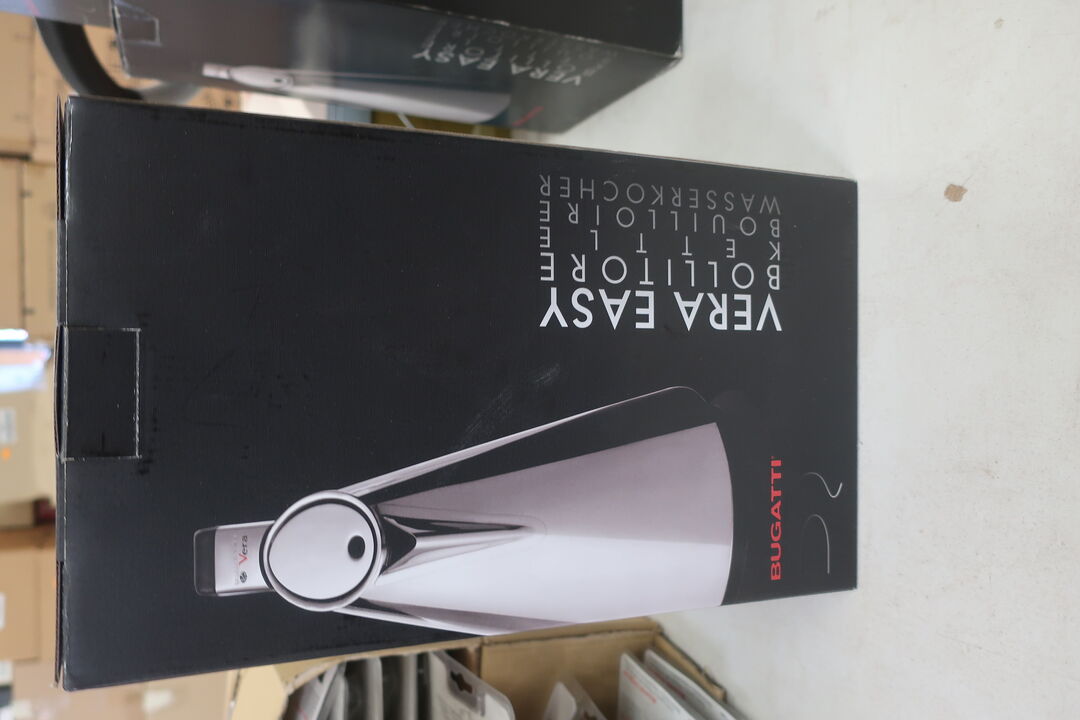 VERA EASY
BOLLITORE
KETTLE
BOUILLOIRE
WASSERKOCHER
BUGATTI
Vera
VERA EASY